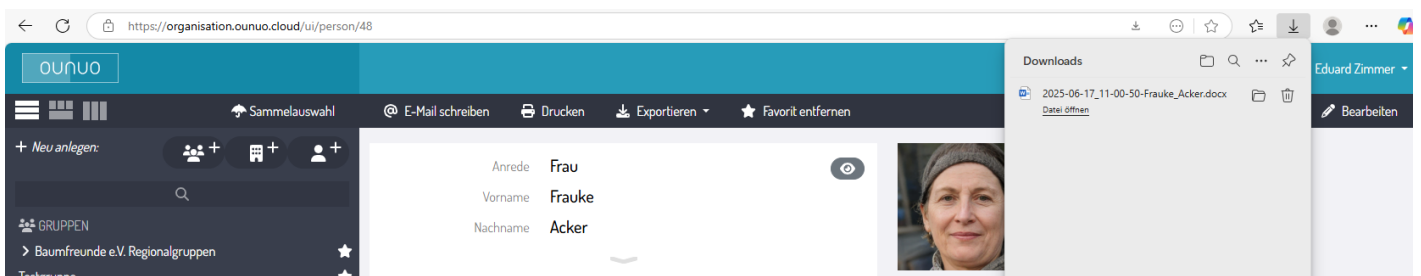 https://organisation.ounuo.cloud/ui/person/48
ounuo
Downloads
Eduard Zimmer
2025-06-17_11-00-50-Frauke_Acker.docx
Datei öffnen
Sammelauswahl
@ E-Mail schreiben
Drucken
Exportieren
Favorit entfernen
Bearbeiten
+ Neu anlegen:
Anrede Frau
Vorname Frauke
Nachname Acker
GRUPPEN
> Baumfreunde e.V. Regionalgruppen
Testgruppe